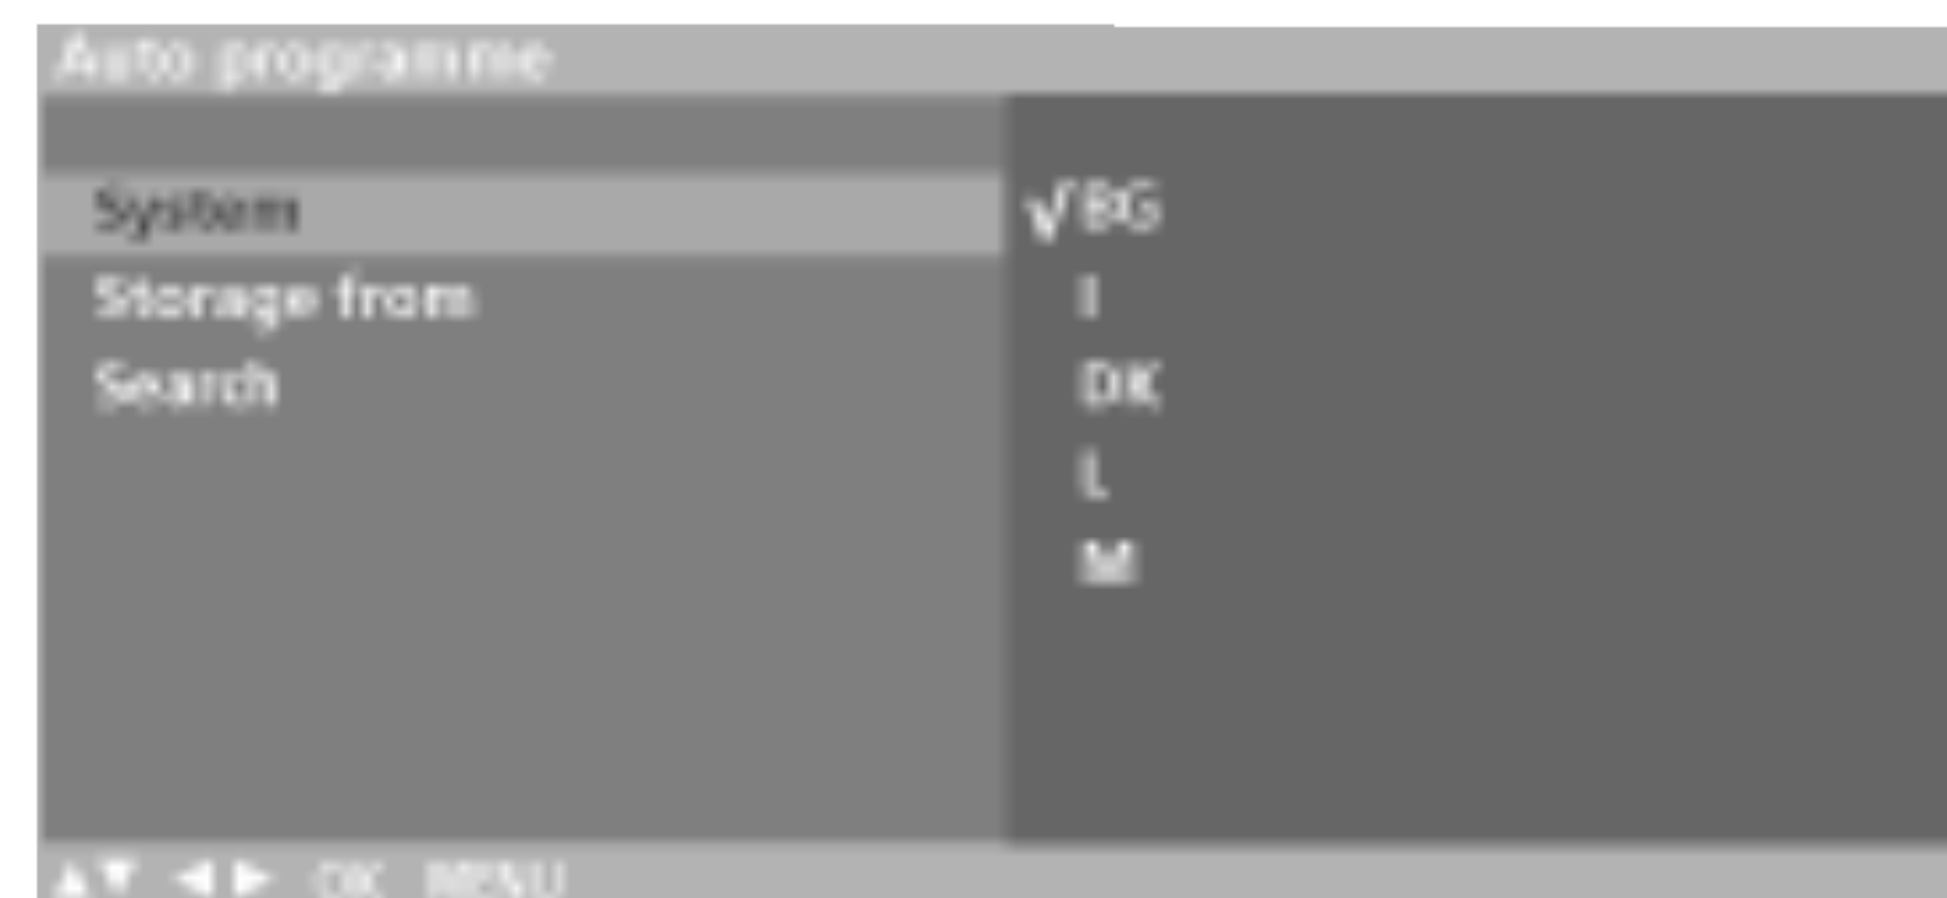 Auto programme
System √ BG
Storage from I
Search DK
L
M
▲▼ ◀▶ OK MENU